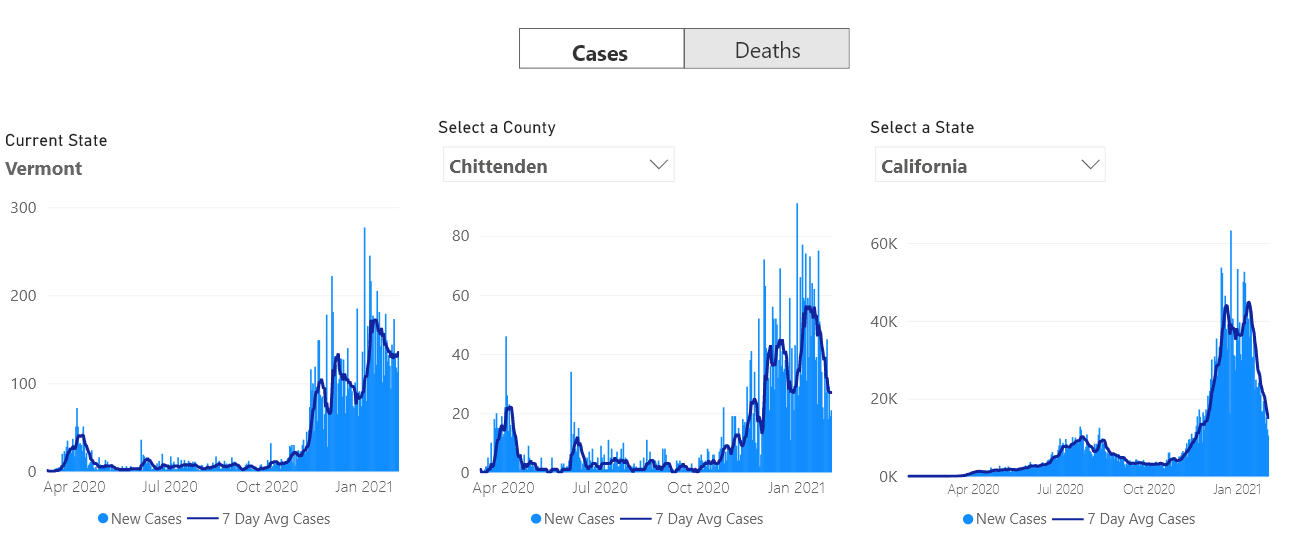 Cases Deaths
Current State
Vermont
300
200
100
0
Apr 2020 Jul 2020 Oct 2020 Jan 2021
New Cases 7 Day Avg Cases
Select a County
Chittenden
80
60
40
20
0
Apr 2020 Jul 2020 Oct 2020 Jan 2021
New Cases 7 Day Avg Cases
Select a State
California
60K
40K
20K
0K
Apr 2020 Jul 2020 Oct 2020 Jan 2021
New Cases 7 Day Avg Cases